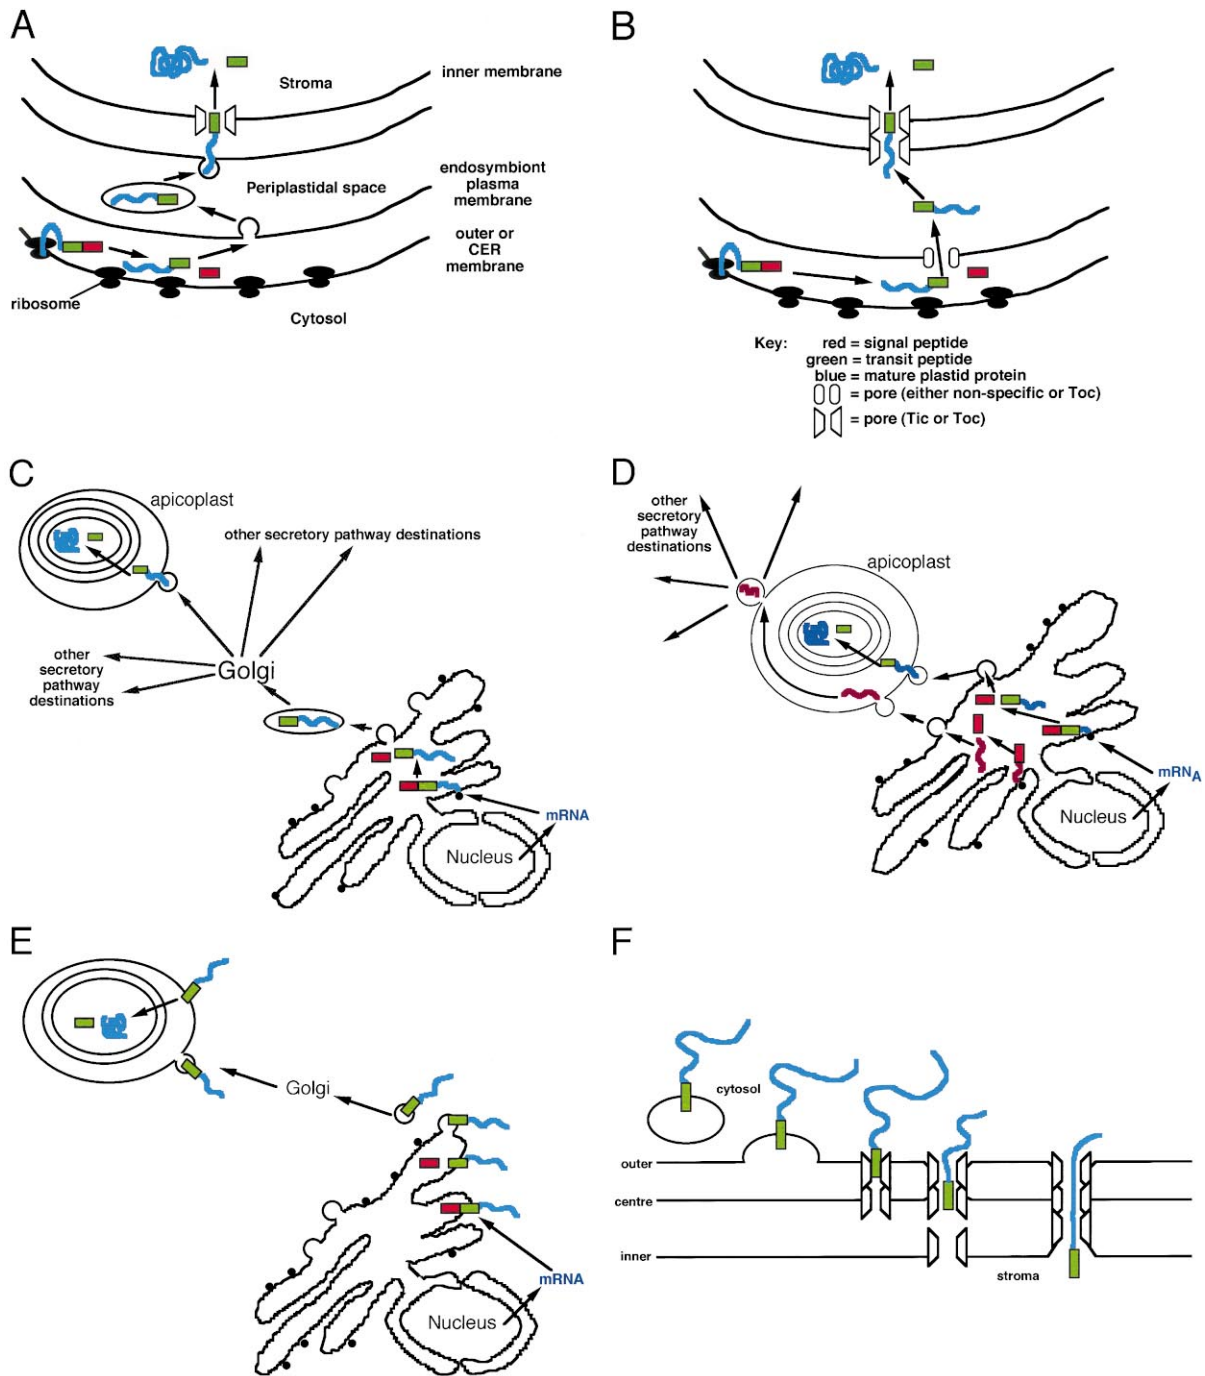 A
Stroma
inner membrane
Periplastidal space
endosymbiont
plasma
membrane
outer or
CER
membrane
ribosome
Cytosol
B
Key: red = signal peptide
green = transit peptide
blue = mature plastid protein
= pore (either non-specific or Toc)
= pore (Tic or Toc)
C
apicoplast
other secretory pathway destinations
other
secretory
pathway
destinations
Golgi
mRNA
Nucleus
D
other
secretory
pathway
destinations
apicoplast
mRNA
Nucleus
E
Golgi
mRNA
Nucleus
F
cytosol
outer
centre
inner
stroma